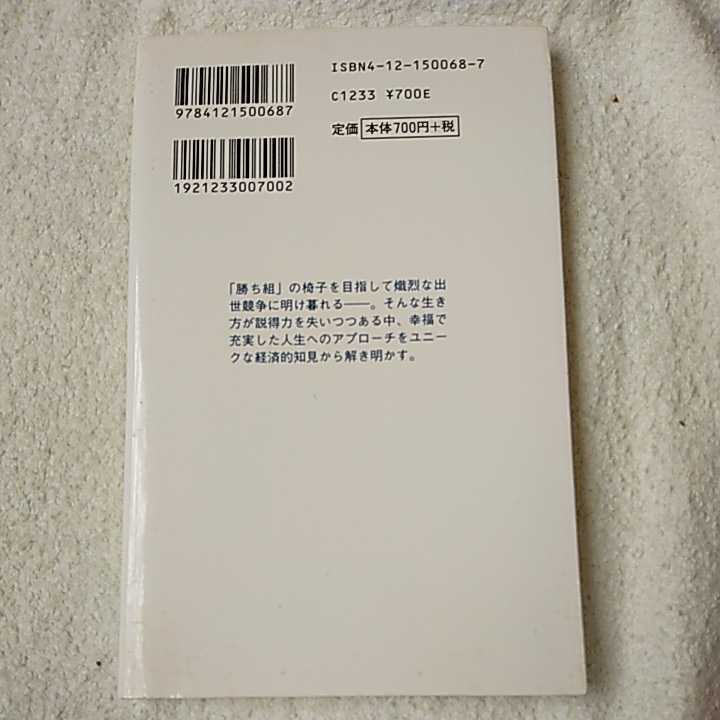 ISBN4-12-150068-7
9784121500687
C1233 ¥700E
定価 本体700円+税
1921233007002
「勝ち組」の椅子を目指して熾烈な出
世競争に明け暮れる――。そんな生き
方が説得力を失いつつある中、幸福で
充実した人生へのアプローチをユニー
クな経済的知見から解き明かす。